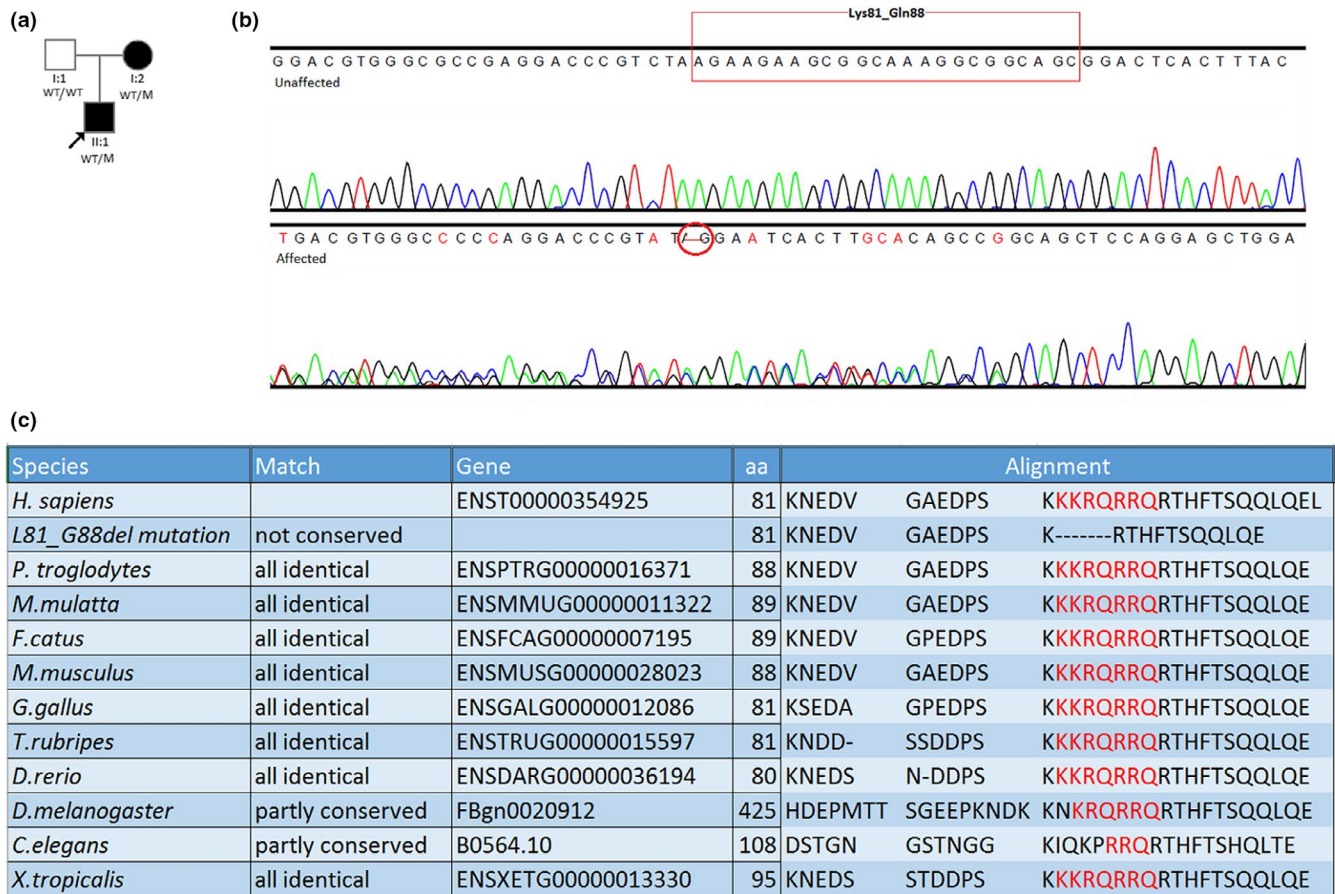 (a)
I:1
WT/WT
I:2
WT/M
II:1
WT/M
(b)
Lys81_Gln88
GGACGTGGGCGCCGAGGACCCGTCTAAGAAGAAGCGGCAAAGGCGGCAGCGGACTCACTTTAC
Unaffected
TGACGTGGGCCCCCAGGACCCGTATAT GGAATCACTTGCACAGCCGGCAGCTCCAGGAGCTGGA
Affected
(c)
Species Match Gene aa Alignment
H. sapiens ENST00000354925 81 KNEDV GAEDPS KKKRQRRQRTHFTSQQLQEL
L81_G88del mutation not conserved 81 KNEDV GAEDPS K-------RTHFTSQQLQE
P. troglodytes all identical ENSPTRG00000016371 88 KNEDV GAEDPS KKKRQRRQRTHFTSQQLQE
M.mulatta all identical ENSMMUG00000011322 89 KNEDV GAEDPS KKKRQRRQRTHFTSQQLQE
F.catus all identical ENSFCAG00000007195 89 KNEDV GPEDPS KKKRQRRQRTHFTSQQLQE
M.musculus all identical ENSMUSG00000028023 88 KNEDV GAEDPS KKKRQRRQRTHFTSQQLQE
G.gallus all identical ENSGALG00000012086 81 KSEDA GPEDPS KKKRQRRQRTHFTSQQLQE
T.rubripes all identical ENSTRUG00000015597 81 KNDD- SSDDPS KKKRQRRQRTHFTSQQLQE
D.rerio all identical ENSDARG00000036194 80 KNEDS N-DDPS KKKRQRRQRTHFTSQQLQE
D.melanogaster partly conserved FBgn0020912 425 HDEPMTT SGEEPKNDK KNKRQRRQRTHFTSQQLQE
C.elegans partly conserved B0564.10 108 DSTGN GSTNGG KIQKPRRQRTHFTSHQLTE
X.tropicalis all identical ENSXETG00000013330 95 KNEDS STDDPS KKKRQRRQRTHFTSQQLQE